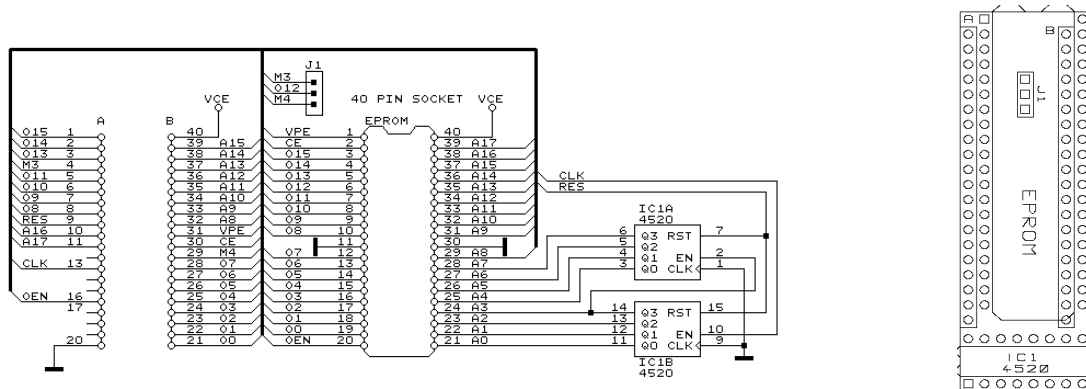 J1
M3
O12
M4
VCE
40 PIN SOCKET
VCE
A
B
EPROM
O15 1
O14 2
O13 3
M3 4
O11 5
O10 6
O9 7
O8 8
RES 9
A16 10
A17 11
CLK 13
OEN 16
17
20
40
39 A15
38 A14
37 A13
36 A12
35 A11
34 A10
33 A9
32 A8
31 VPE
30 CE
29 M4
28 O7
27 O6
26 O5
25 O4
24 O3
23 O2
22 O1
21 O0
VPE 1
CE 2
O15 3
O14 4
O13 5
O12 6
O11 7
O10 8
O9 9
O8 10
11
O7 12
O6 13
O5 14
O4 15
O3 16
O2 17
O1 18
O0 19
OEN 20
40
39 A17
38 A16
37 A15
36 A14
35 A13
34 A12
33 A11
32 A10
31 A9
30
29 A8
28 A7
27 A6
26 A5
25 A4
24 A3
23 A2
22 A1
21 A0
CLK
RES
IC1A
4520
6 Q3 RST 7
5 Q2
4 Q1 EN 2
3 Q0 CLK 1
14 Q3 RST 15
13 Q2
12 Q1 EN 10
11 Q0 CLK 9
IC1B
4520
A
B
J1
EPROM
IC1
4520